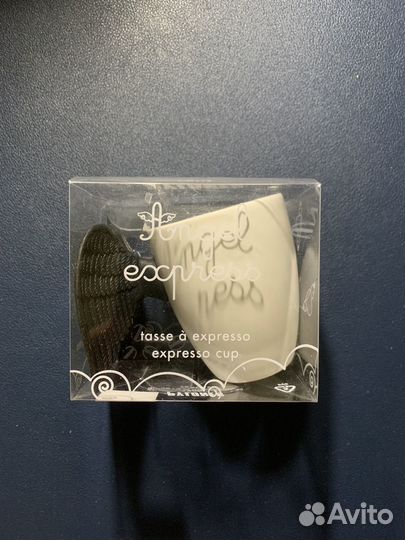 Angel
express
tasse à expresso
expresso cup
Avito